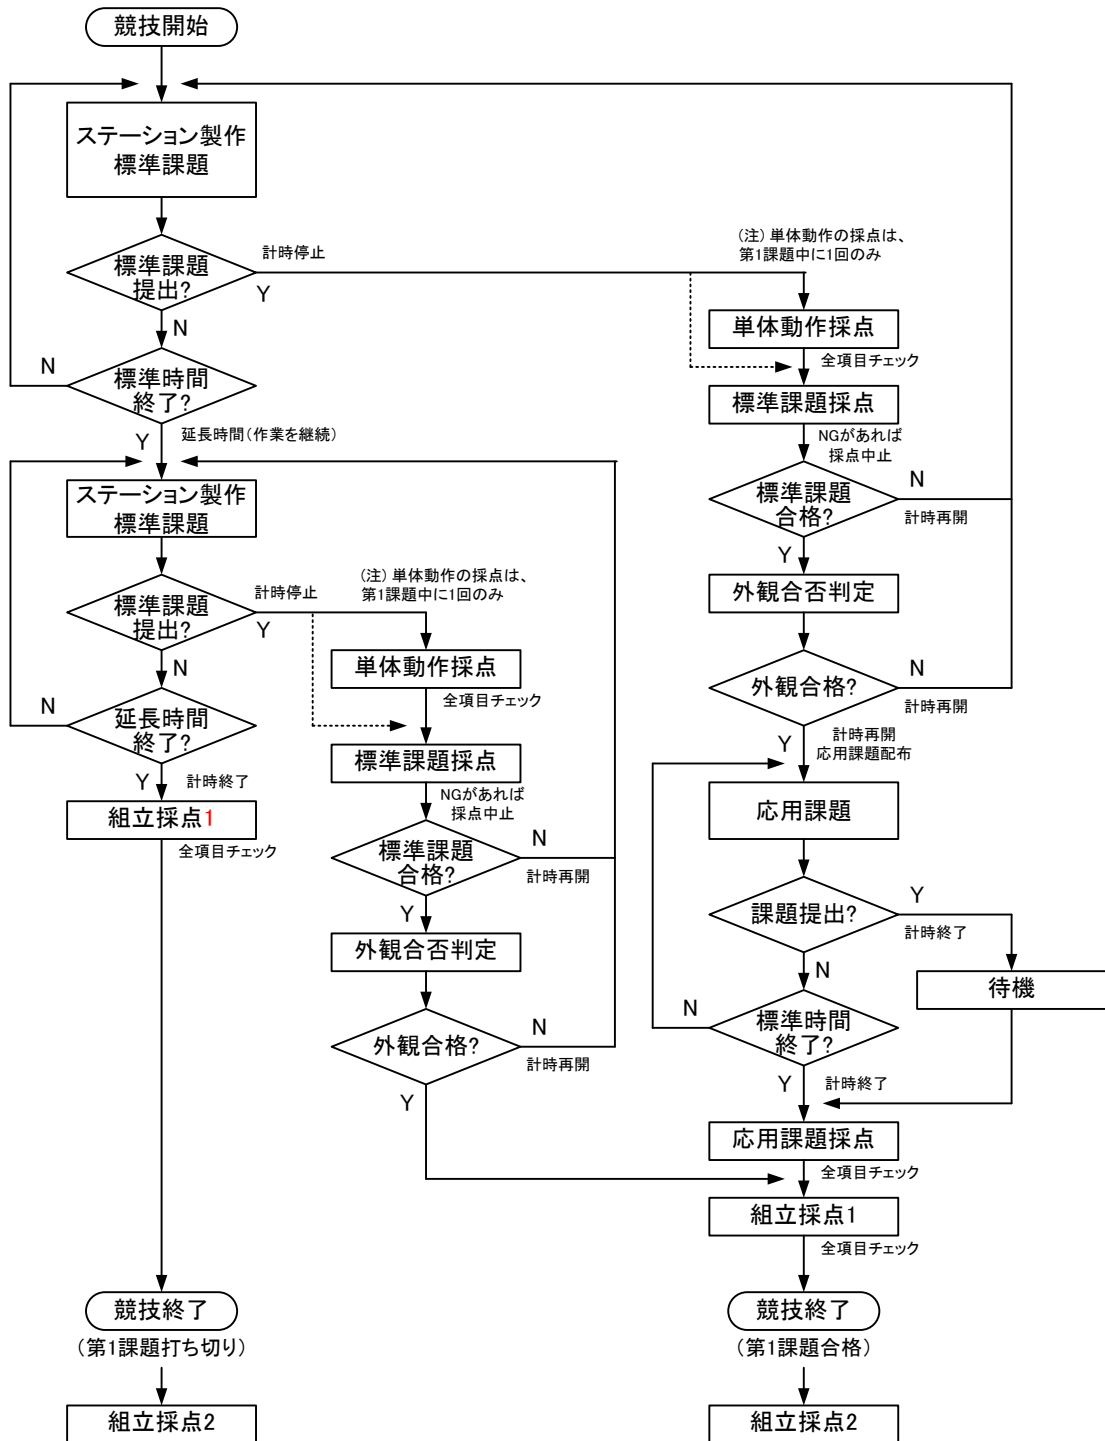 競技開始
ステーション製作
標準課題
標準課題
提出?
計時停止
Y
N
標準時間
終了?
N
Y
延長時間(作業を継続)
(注) 単体動作の採点は、
第1課題中に1回のみ
単体動作採点
全項目チェック
標準課題採点
NGがあれば
採点中止
標準課題
合格?
N
計時再開
Y
外観合否判定
外観合格?
N
計時再開
Y
計時再開
応用課題配布
応用課題
課題提出?
Y
計時終了
待機
N
標準時間
終了?
N
Y
計時終了
応用課題採点
全項目チェック
組立採点1
全項目チェック
競技終了
(第1課題合格)
組立採点2
ステーション製作
標準課題
標準課題
提出?
計時停止
Y
N
延長時間
終了?
N
Y
計時終了
組立採点1
全項目チェック
(注) 単体動作の採点は、
第1課題中に1回のみ
単体動作採点
全項目チェック
標準課題採点
NGがあれば
採点中止
標準課題
合格?
N
計時再開
Y
外観合否判定
外観合格?
N
計時再開
Y
競技終了
(第1課題打ち切り)
組立採点2